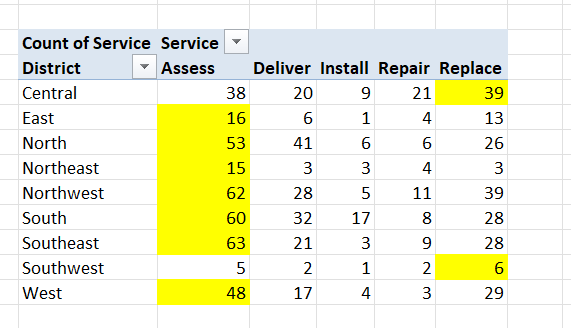 Count of Service Service
District Assess Deliver Install Repair Replace
Central 38 20 9 21 39
East 16 6 1 4 13
North 53 41 6 6 26
Northeast 15 3 3 4 3
Northwest 62 28 5 11 39
South 60 32 17 8 28
Southeast 63 21 3 9 28
Southwest 5 2 1 2 6
West 48 17 4 3 29